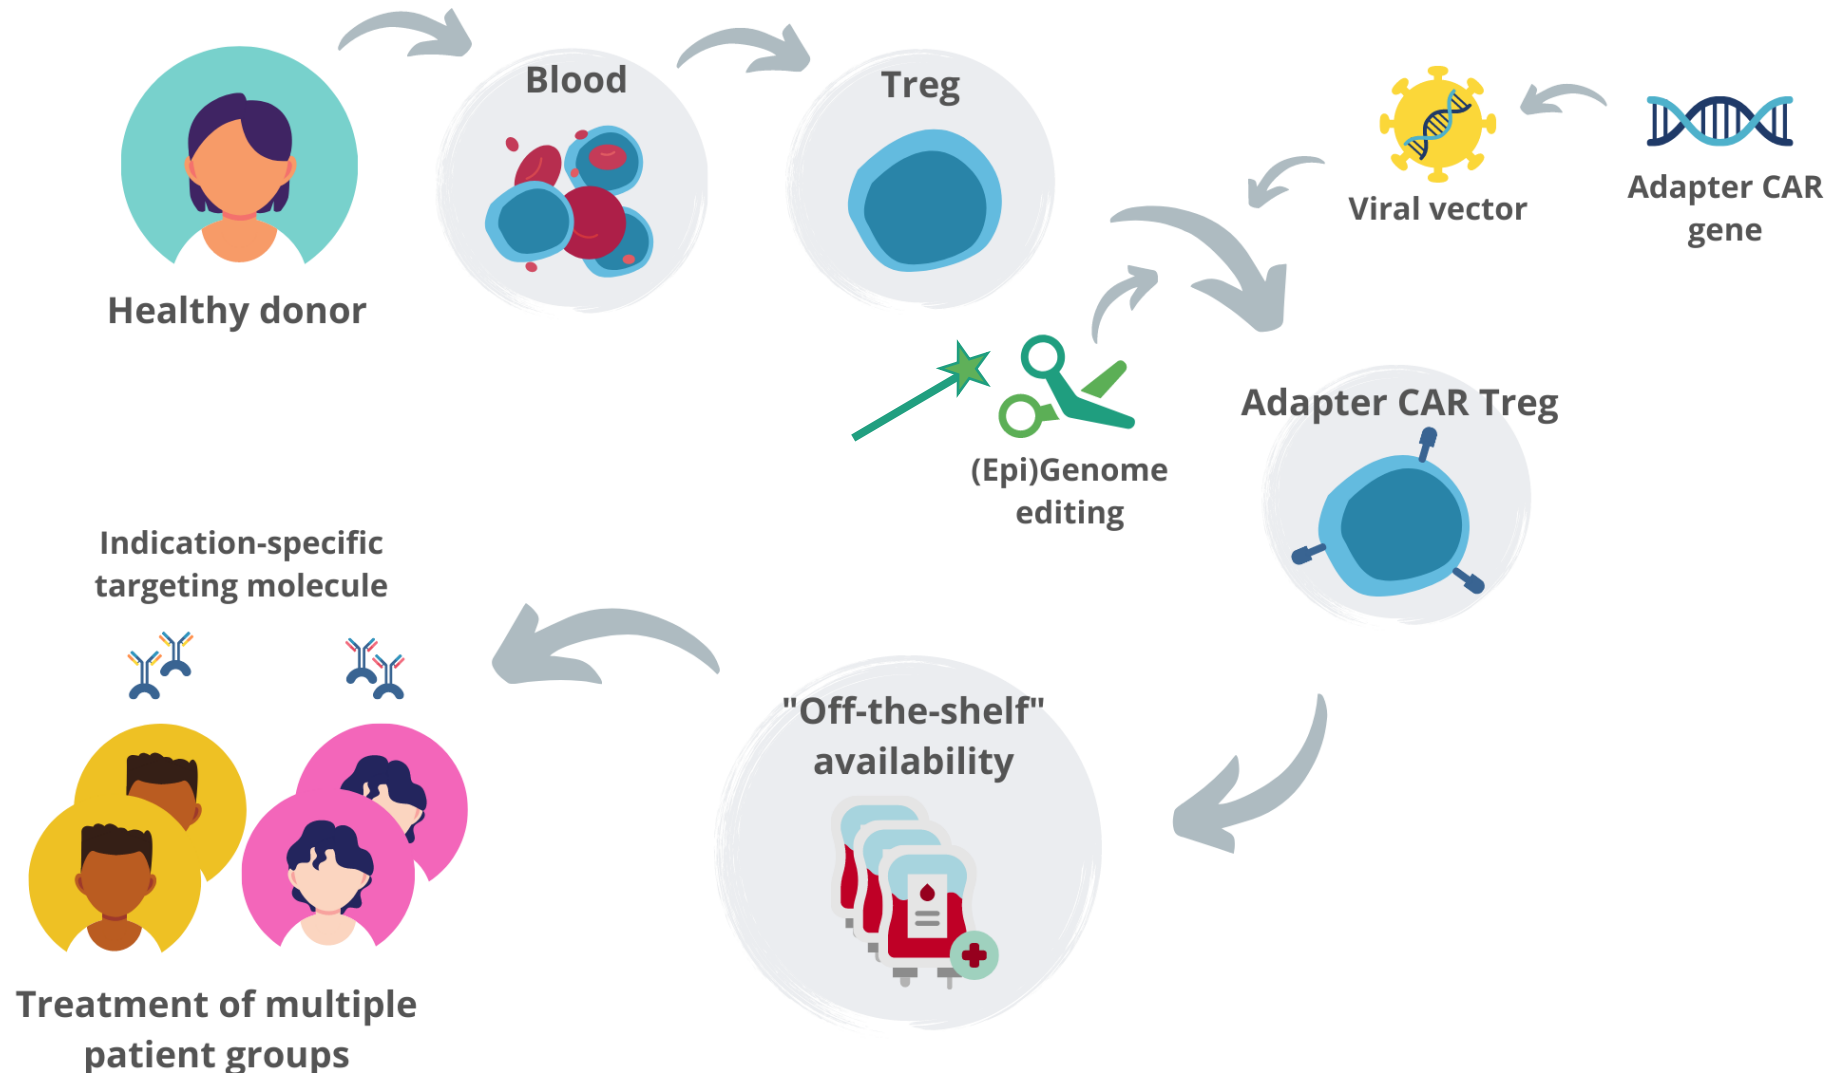 Blood
Treg
Healthy donor
Viral vector
Adapter CAR
gene
(Epi)Genome
editing
Adapter CAR Treg
"Off-the-shelf"
availability
Indication-specific
targeting molecule
Treatment of multiple
patient groups